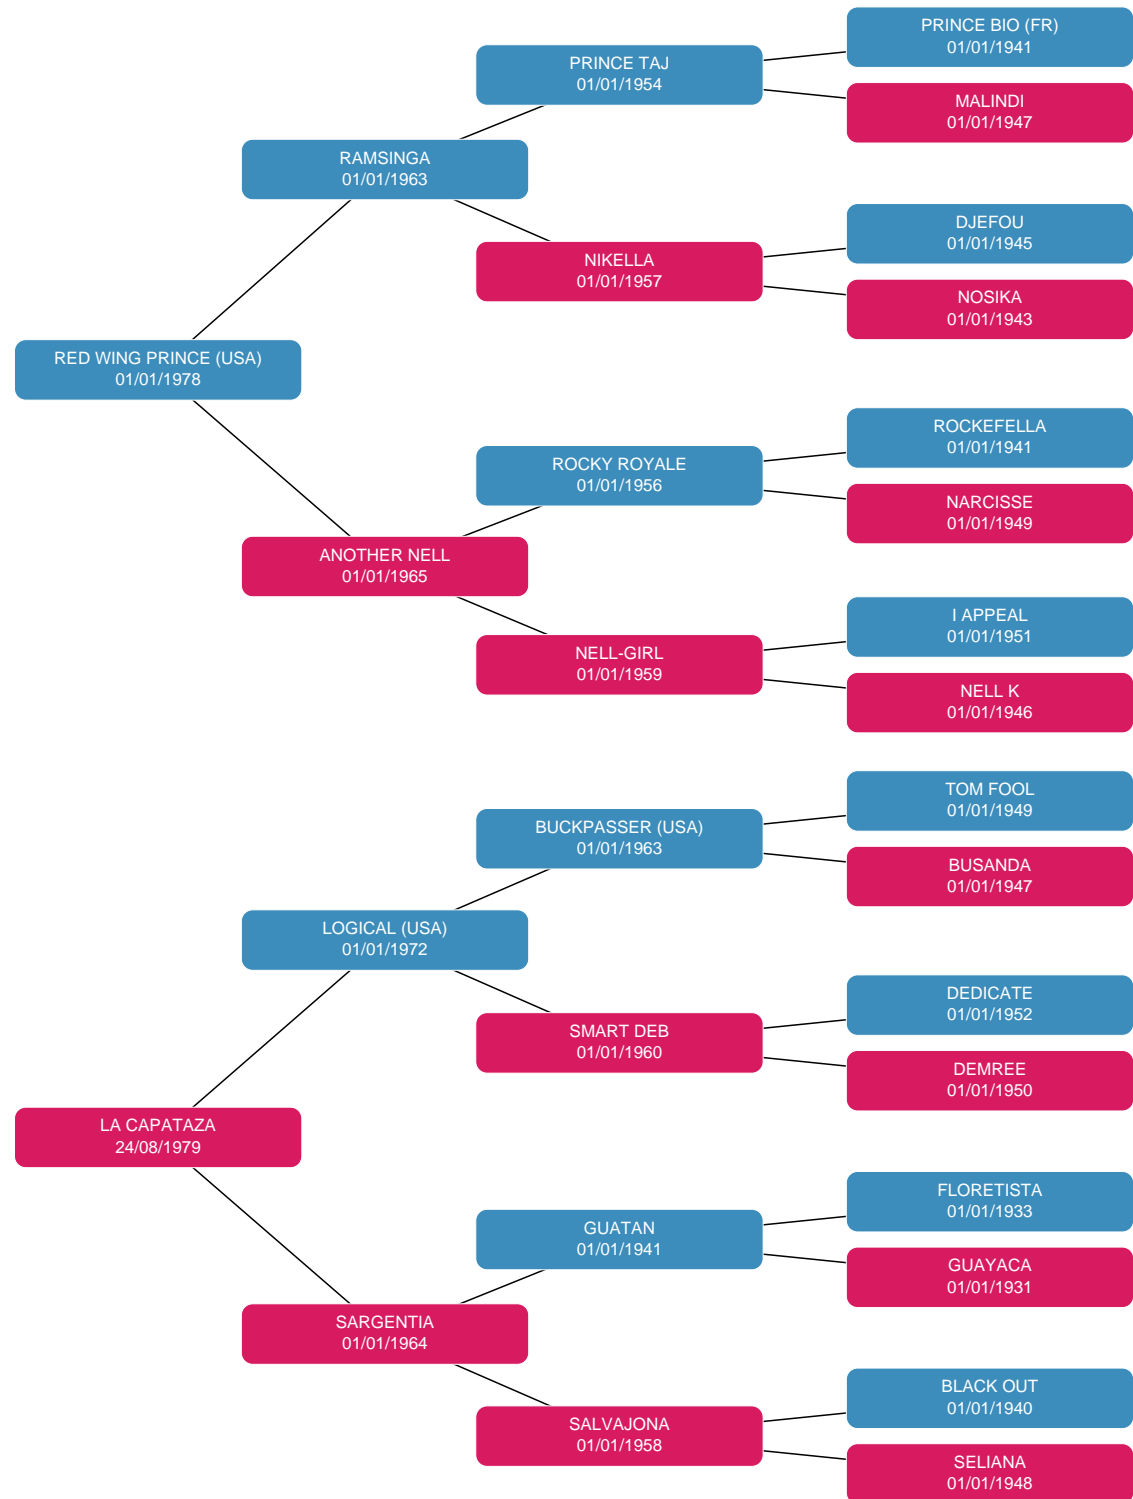 PRINCE BIO (FR)
01/01/1941
PRINCE TAJ
01/01/1954
MALINDI
01/01/1947
RAMSINGA
01/01/1963
DJEFOU
01/01/1945
NIKELLA
01/01/1957
NOSIKA
01/01/1943
RED WING PRINCE (USA)
01/01/1978
ROCKEFELLA
01/01/1941
ROCKY ROYALE
01/01/1956
NARCISSE
01/01/1949
ANOTHER NELL
01/01/1965
I APPEAL
01/01/1951
NELL-GIRL
01/01/1959
NELL K
01/01/1946
TOM FOOL
01/01/1949
BUCKPASSER (USA)
01/01/1963
BUSANDA
01/01/1947
LOGICAL (USA)
01/01/1972
DEDICATE
01/01/1952
SMART DEB
01/01/1960
DEMREE
01/01/1950
LA CAPATAZA
24/08/1979
FLORETISTA
01/01/1933
GUATAN
01/01/1941
GUAYACA
01/01/1931
SARGENTIA
01/01/1964
BLACK OUT
01/01/1940
SALVAJONA
01/01/1958
SELIANA
01/01/1948